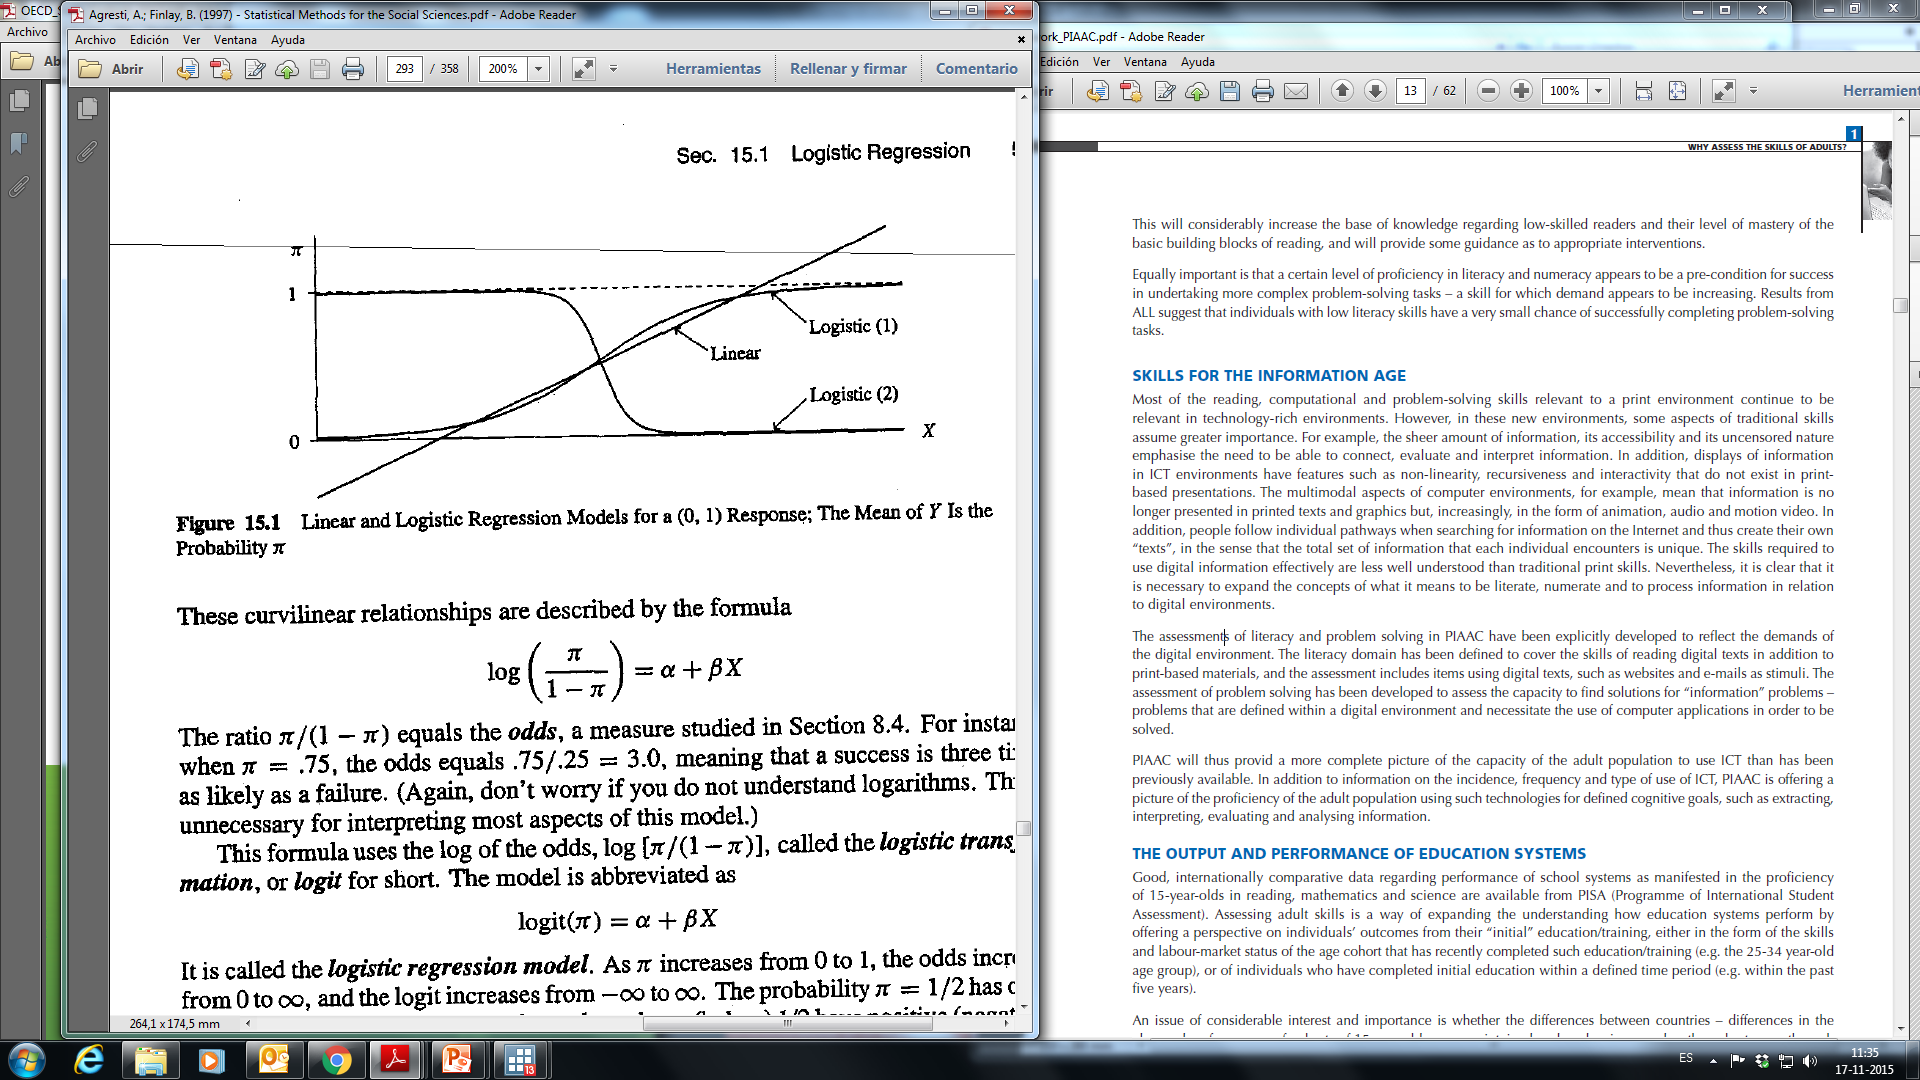 OECD_S
Archivo
Ab
Agresti, A.; Finlay, B. (1997) - Statistical Methods for the Social Sciences.pdf - Adobe Reader
Archivo Edición Ver Ventana Ayuda
Abrir 293 / 358 200% Herramientas Rellenar y firmar Comentario
Sec. 15.1 Logistic Regression
π
1
Logistic (1)
Linear
Logistic (2)
X
0
Figure 15.1 Linear and Logistic Regression Models for a (0, 1) Response; The Mean of Y Is the
Probability π
These curvilinear relationships are described by the formula
log ( π / 1 − π ) = α + βX
The ratio π/(1 − π) equals the odds, a measure studied in Section 8.4. For instan
when π = .75, the odds equals .75/.25 = 3.0, meaning that a success is three ti
as likely as a failure. (Again, don't worry if you do not understand logarithms. Th
unnecessary for interpreting most aspects of this model.)
This formula uses the log of the odds, log [π/(1 − π)], called the logistic trans
mation, or logit for short. The model is abbreviated as
logit(π) = α + βX
It is called the logistic regression model. As π increases from 0 to 1, the odds incre
from 0 to ∞, and the logit increases from −∞ to ∞. The probability π = 1/2 has
264,1 x 174,5 mm
ork_PIAAC.pdf - Adobe Reader
Edición Ver Ventana Ayuda
rir 13 / 62 100% Herramient
1
WHY ASSESS THE SKILLS OF ADULTS?
This will considerably increase the base of knowledge regarding low-skilled readers and their level of mastery of the
basic building blocks of reading, and will provide some guidance as to appropriate interventions.
Equally important is that a certain level of proficiency in literacy and numeracy appears to be a pre-condition for success
in undertaking more complex problem-solving tasks – a skill for which demand appears to be increasing. Results from
ALL suggest that individuals with low literacy skills have a very small chance of successfully completing problem-solving
tasks.
SKILLS FOR THE INFORMATION AGE
Most of the reading, computational and problem-solving skills relevant to a print environment continue to be
relevant in technology-rich environments. However, in these new environments, some aspects of traditional skills
assume greater importance. For example, the sheer amount of information, its accessibility and its uncensored nature
emphasise the need to be able to connect, evaluate and interpret information. In addition, displays of information
in ICT environments have features such as non-linearity, recursiveness and interactivity that do not exist in print-
based presentations. The multimodal aspects of computer environments, for example, mean that information is no
longer presented in printed texts and graphics but, increasingly, in the form of animation, audio and motion video. In
addition, people follow individual pathways when searching for information on the Internet and thus create their own
“texts”, in the sense that the total set of information that each individual encounters is unique. The skills required to
use digital information effectively are less well understood than traditional print skills. Nevertheless, it is clear that it
is necessary to expand the concepts of what it means to be literate, numerate and to process information in relation
to digital environments.
The assessments of literacy and problem solving in PIAAC have been explicitly developed to reflect the demands of
the digital environment. The literacy domain has been defined to cover the skills of reading digital texts in addition to
print-based materials, and the assessment includes items using digital texts, such as websites and e-mails as stimuli. The
assessment of problem solving has been developed to assess the capacity to find solutions for “information” problems –
problems that are defined within a digital environment and necessitate the use of computer applications in order to be
solved.
PIAAC will thus provid a more complete picture of the capacity of the adult population to use ICT than has been
previously available. In addition to information on the incidence, frequency and type of use of ICT, PIAAC is offering a
picture of the proficiency of the adult population using such technologies for defined cognitive goals, such as extracting,
interpreting, evaluating and analysing information.
THE OUTPUT AND PERFORMANCE OF EDUCATION SYSTEMS
Good, internationally comparative data regarding performance of school systems as manifested in the proficiency
of 15-year-olds in reading, mathematics and science are available from PISA (Programme of International Student
Assessment). Assessing adult skills is a way of expanding the understanding how education systems perform by
offering a perspective on individuals’ outcomes from their “initial” education/training, either in the form of the skills
and labour-market status of the age cohort that has recently completed such education/training (e.g. the 25-34 year-old
age group), or of individuals who have completed initial education within a defined time period (e.g. within the past
five years).
An issue of considerable interest and importance is whether the differences between countries – differences in the
13
ES
11:35
17-11-2015